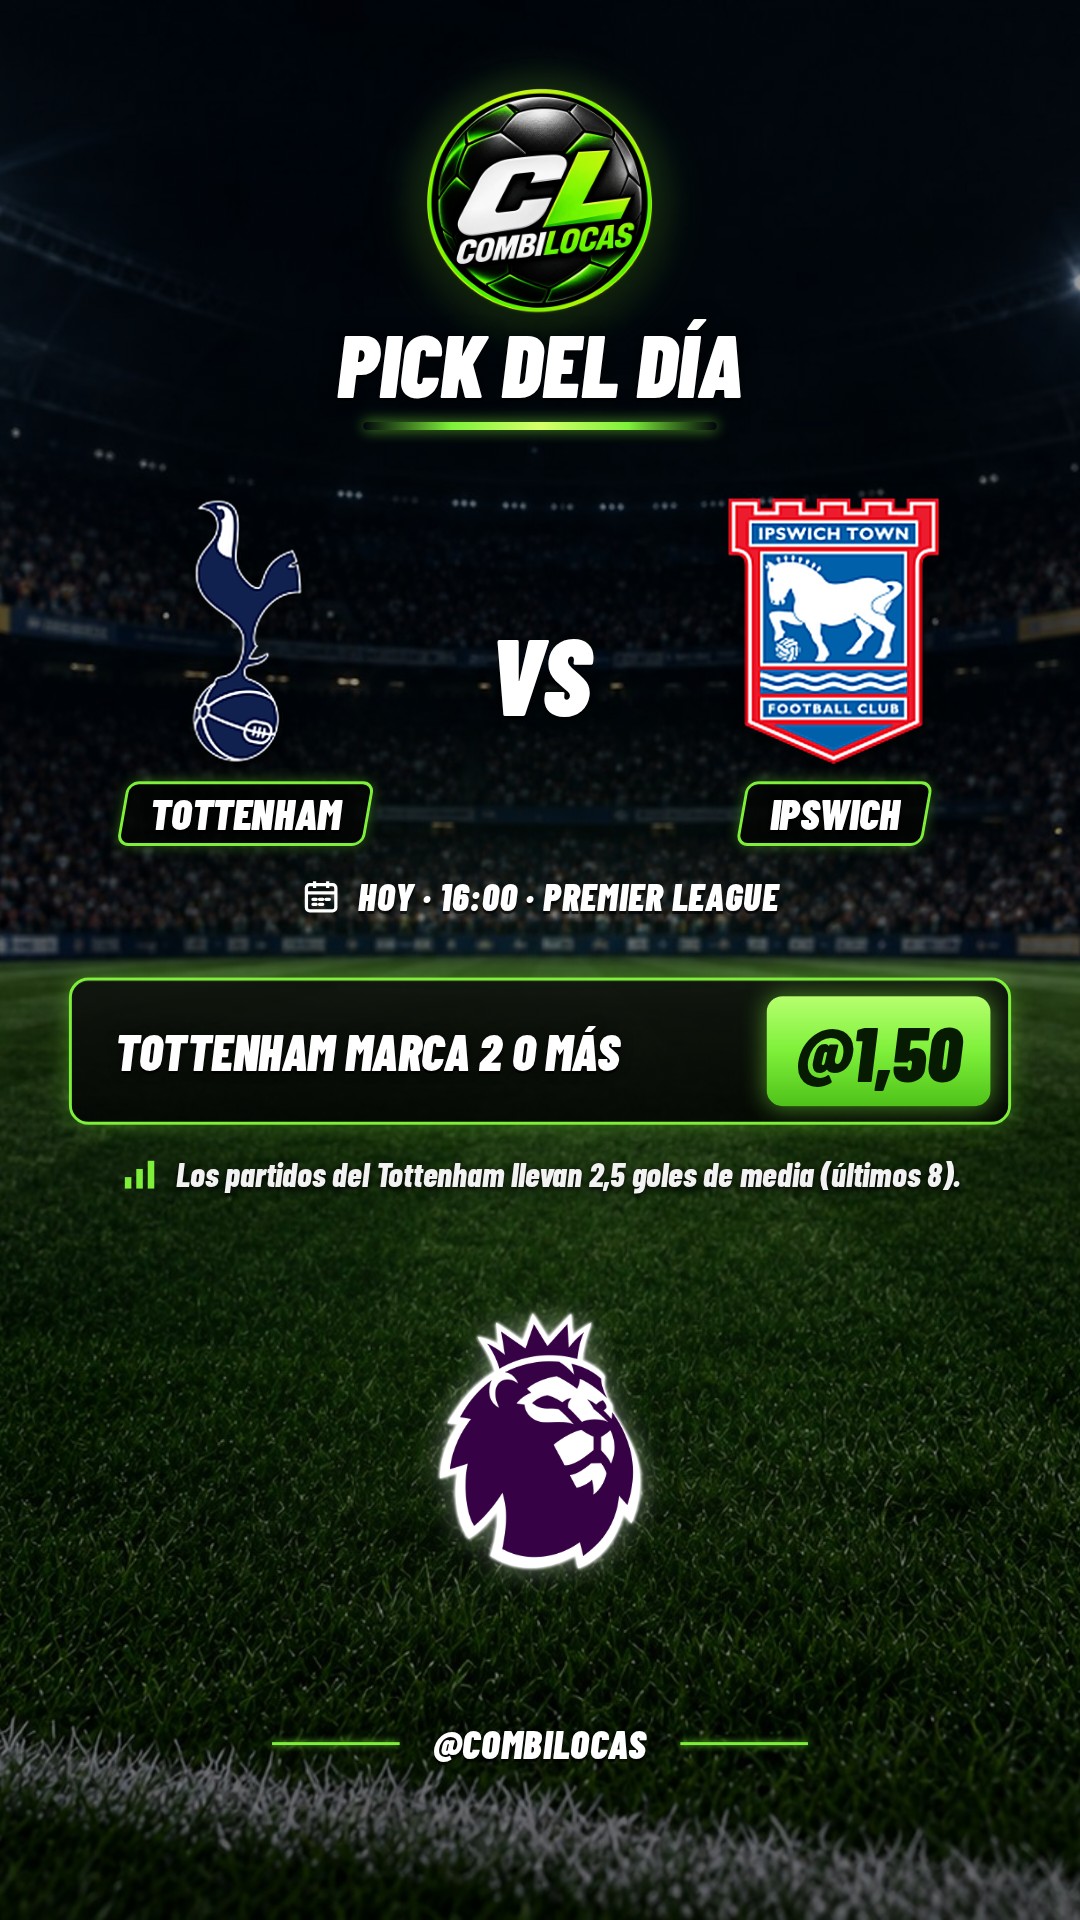 CL
COMBILOCAS
PICK DEL DÍA
IPSWICH TOWN
FOOTBALL CLUB
VS
TOTTENHAM
IPSWICH
HOY · 16:00 · PREMIER LEAGUE
TOTTENHAM MARCA 2 O MÁS
@1,50
Los partidos del Tottenham llevan 2,5 goles de media (últimos 8).
@COMBILOCAS